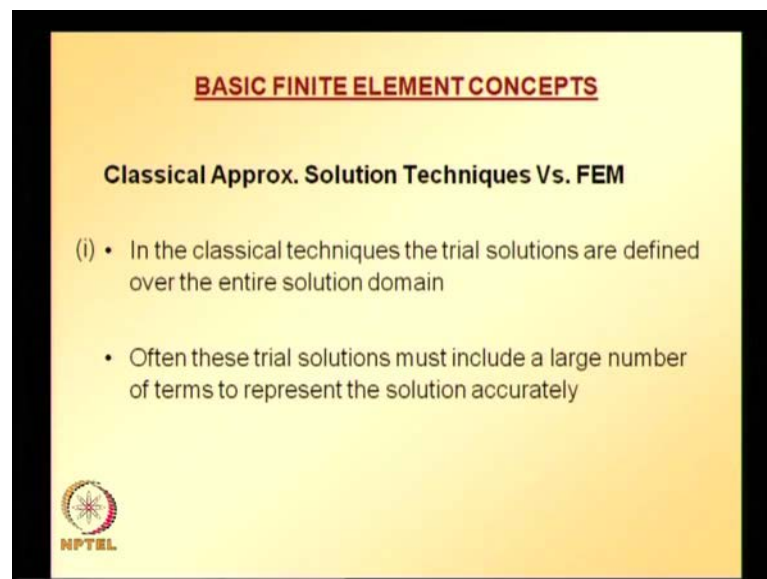 BASIC FINITE ELEMENT CONCEPTS
Classical Approx. Solution Techniques Vs. FEM
(i) • In the classical techniques the trial solutions are defined
over the entire solution domain
• Often these trial solutions must include a large number
of terms to represent the solution accurately
NPTEL